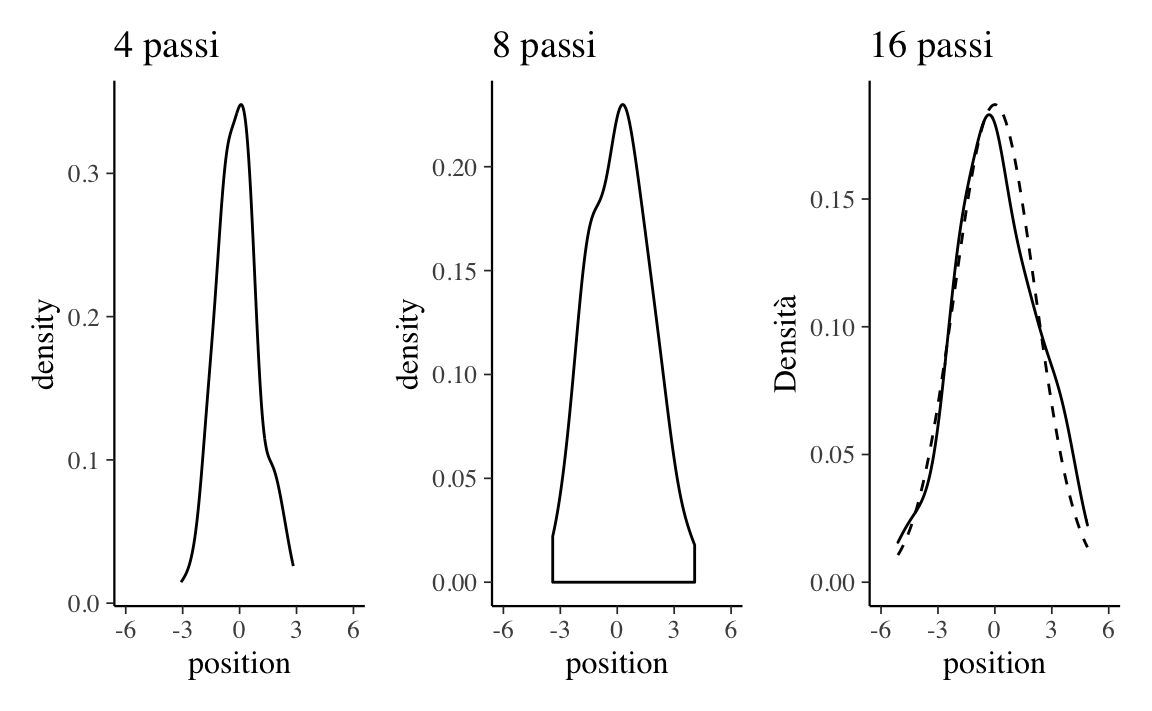 4 passi
density
0.3
0.2
0.1
0.0
-6 -3 0 3 6
position
8 passi
density
0.20
0.15
0.10
0.05
0.00
-6 -3 0 3 6
position
16 passi
Densità
0.15
0.10
0.05
0.00
-6 -3 0 3 6
position